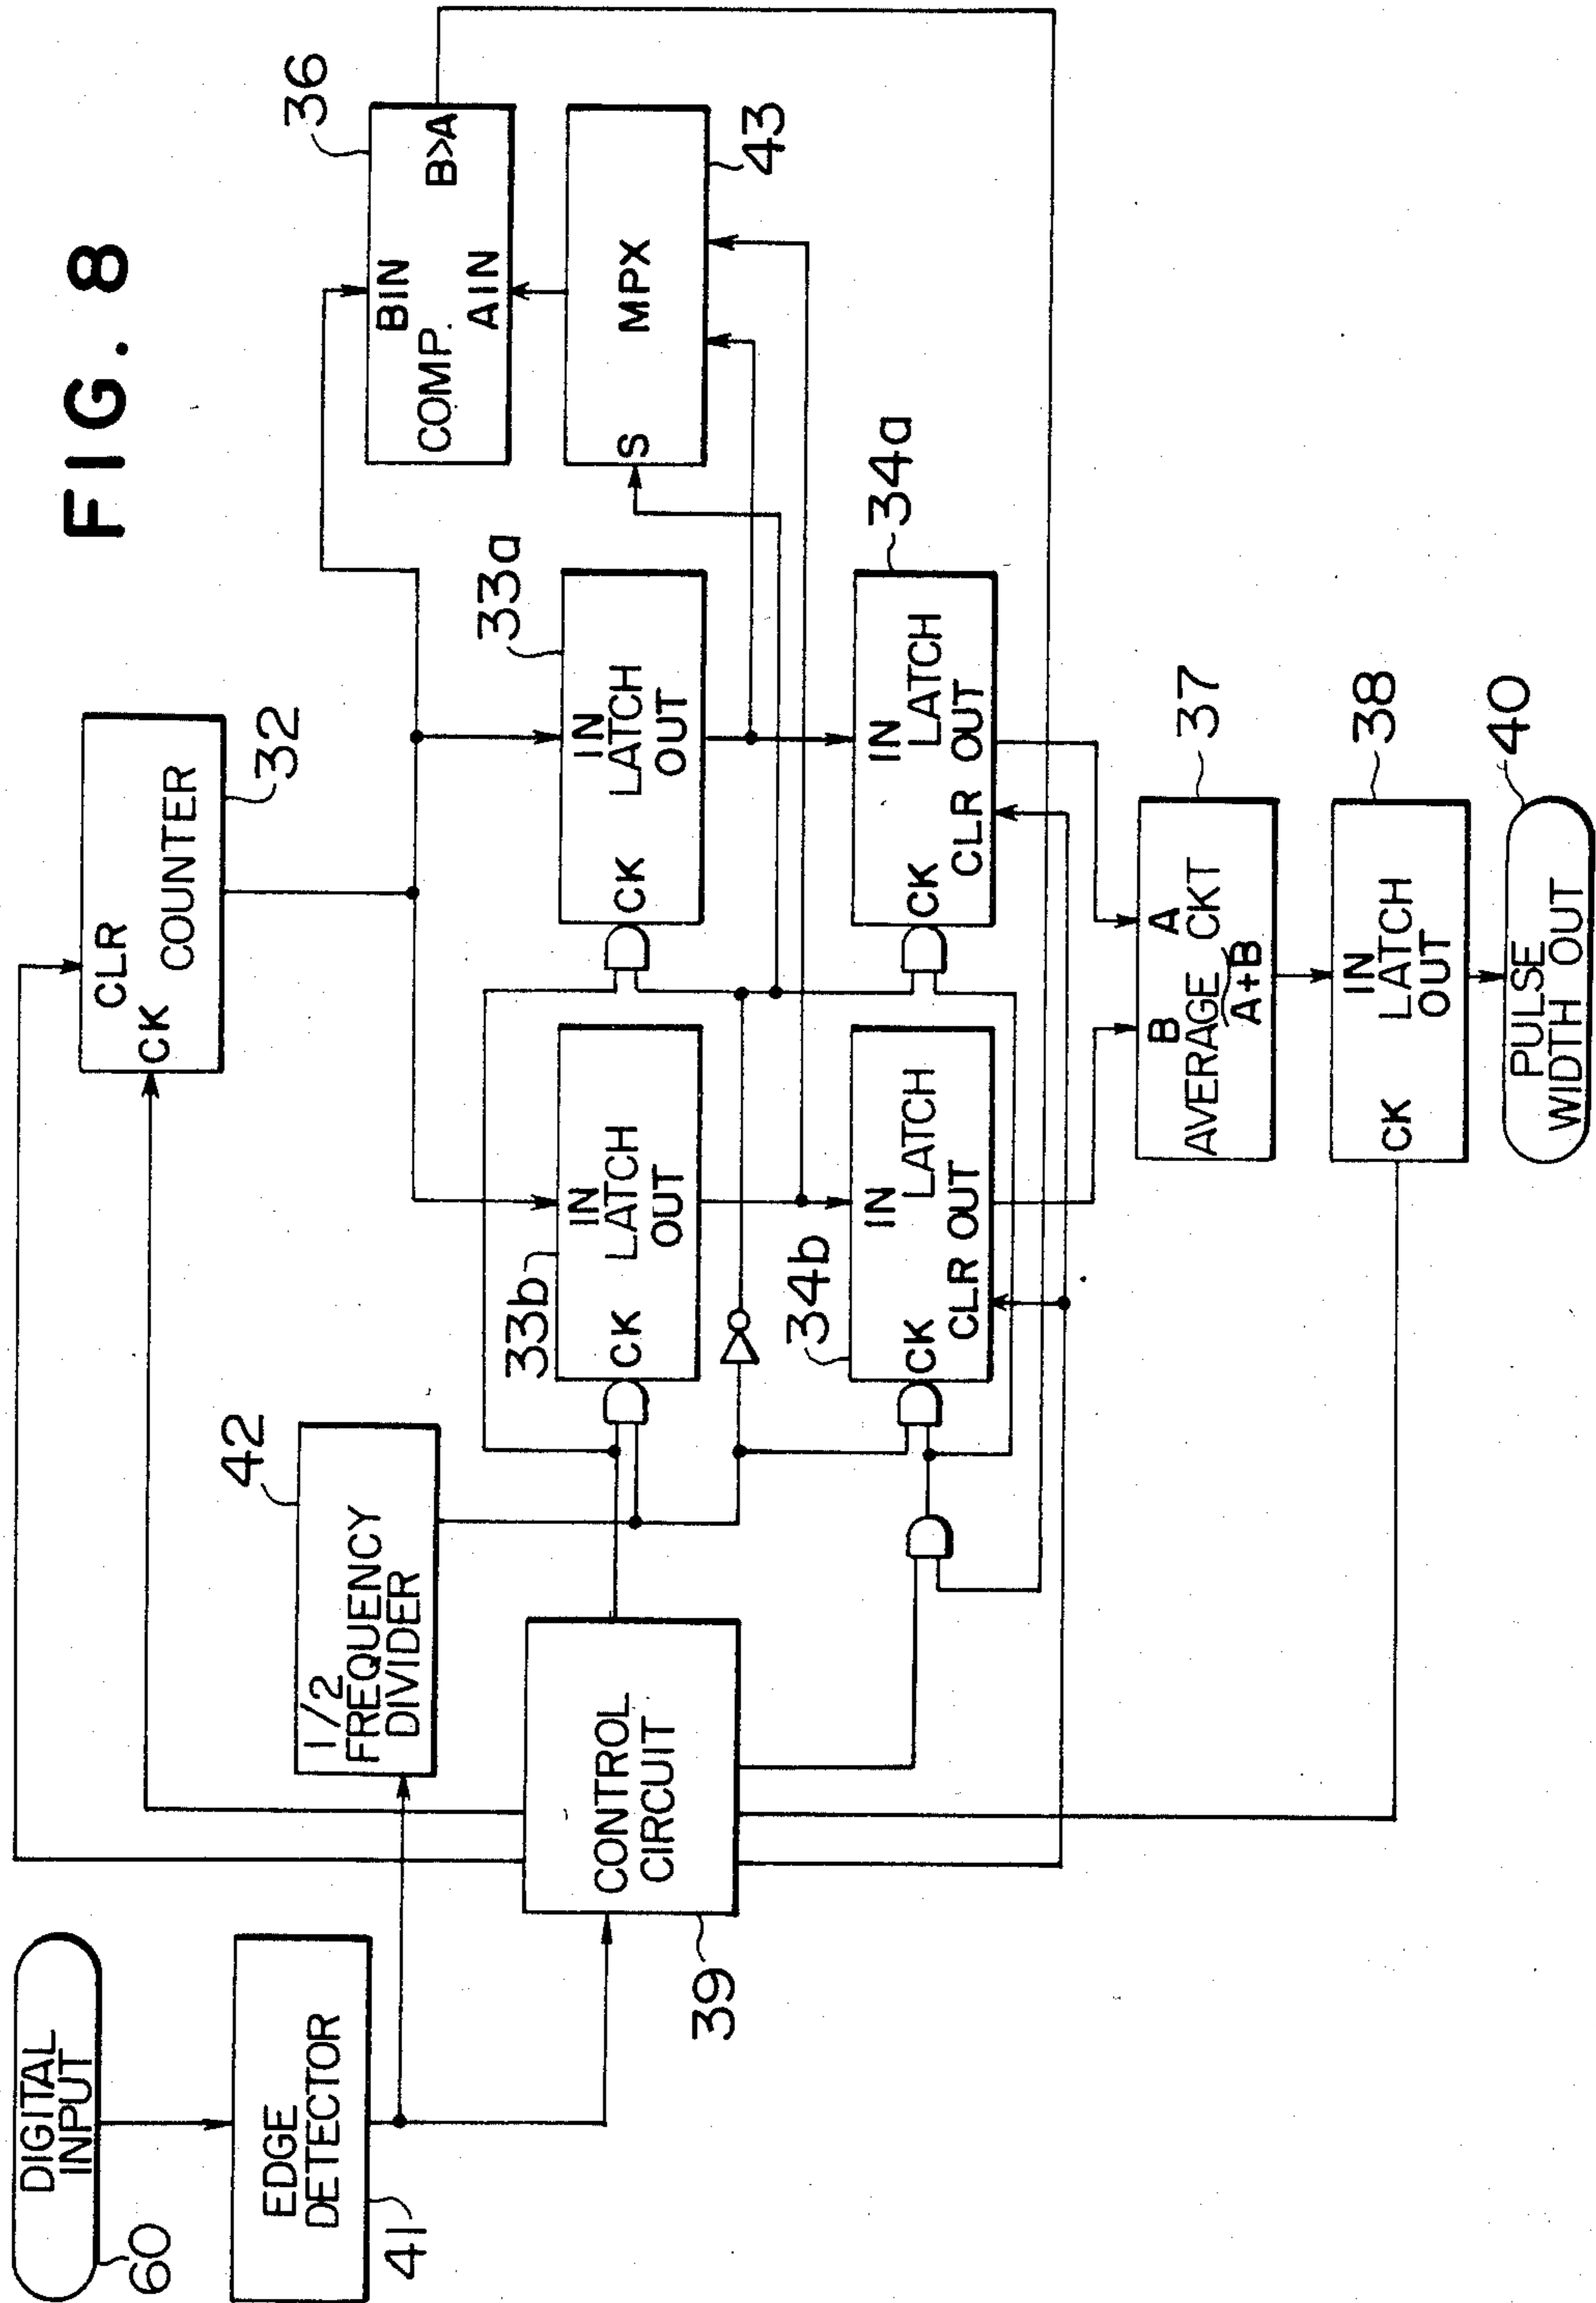 FIG. 8
DIGITAL
INPUT
60
EDGE
DETECTOR
41
1/2
FREQUENCY
DIVIDER
42
CONTROL
CIRCUIT
39
CLR
CK
COUNTER
32
BIN
COMP.
B>A
AIN
36
MPX
S
43
IN
LATCH
CK
OUT
33b
IN
LATCH
CK
OUT
33a
IN
LATCH
CK
CLR OUT
34b
IN
LATCH
CK
CLR OUT
34a
B A
AVERAGE CKT
A+B
37
IN
CK LATCH
OUT
38
PULSE
WIDTH OUT
40